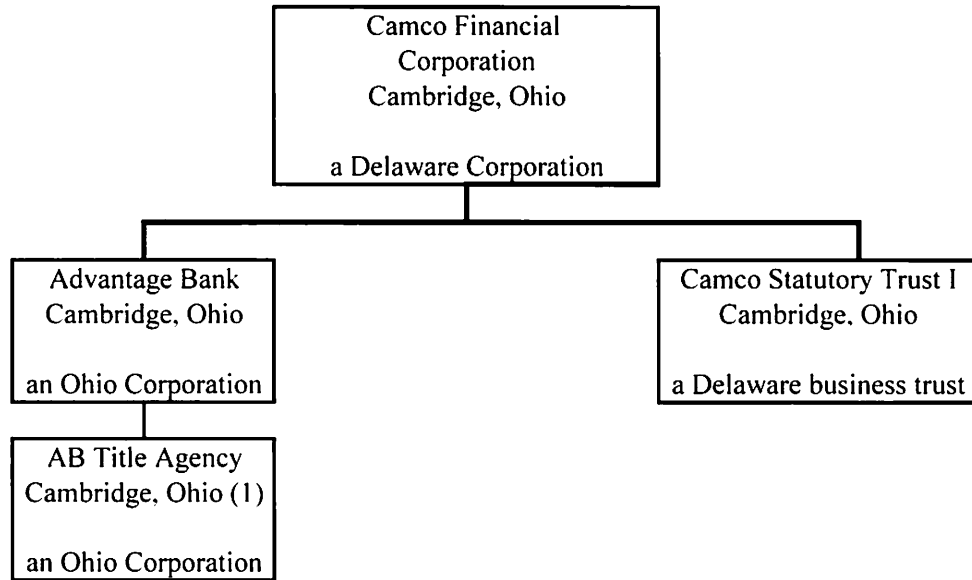 Camco Financial
Corporation
Cambridge, Ohio
a Delaware Corporation
Advantage Bank
Cambridge, Ohio
an Ohio Corporation
Camco Statutory Trust I
Cambridge, Ohio
a Delaware business trust
AB Title Agency
Cambridge, Ohio (1)
an Ohio Corporation